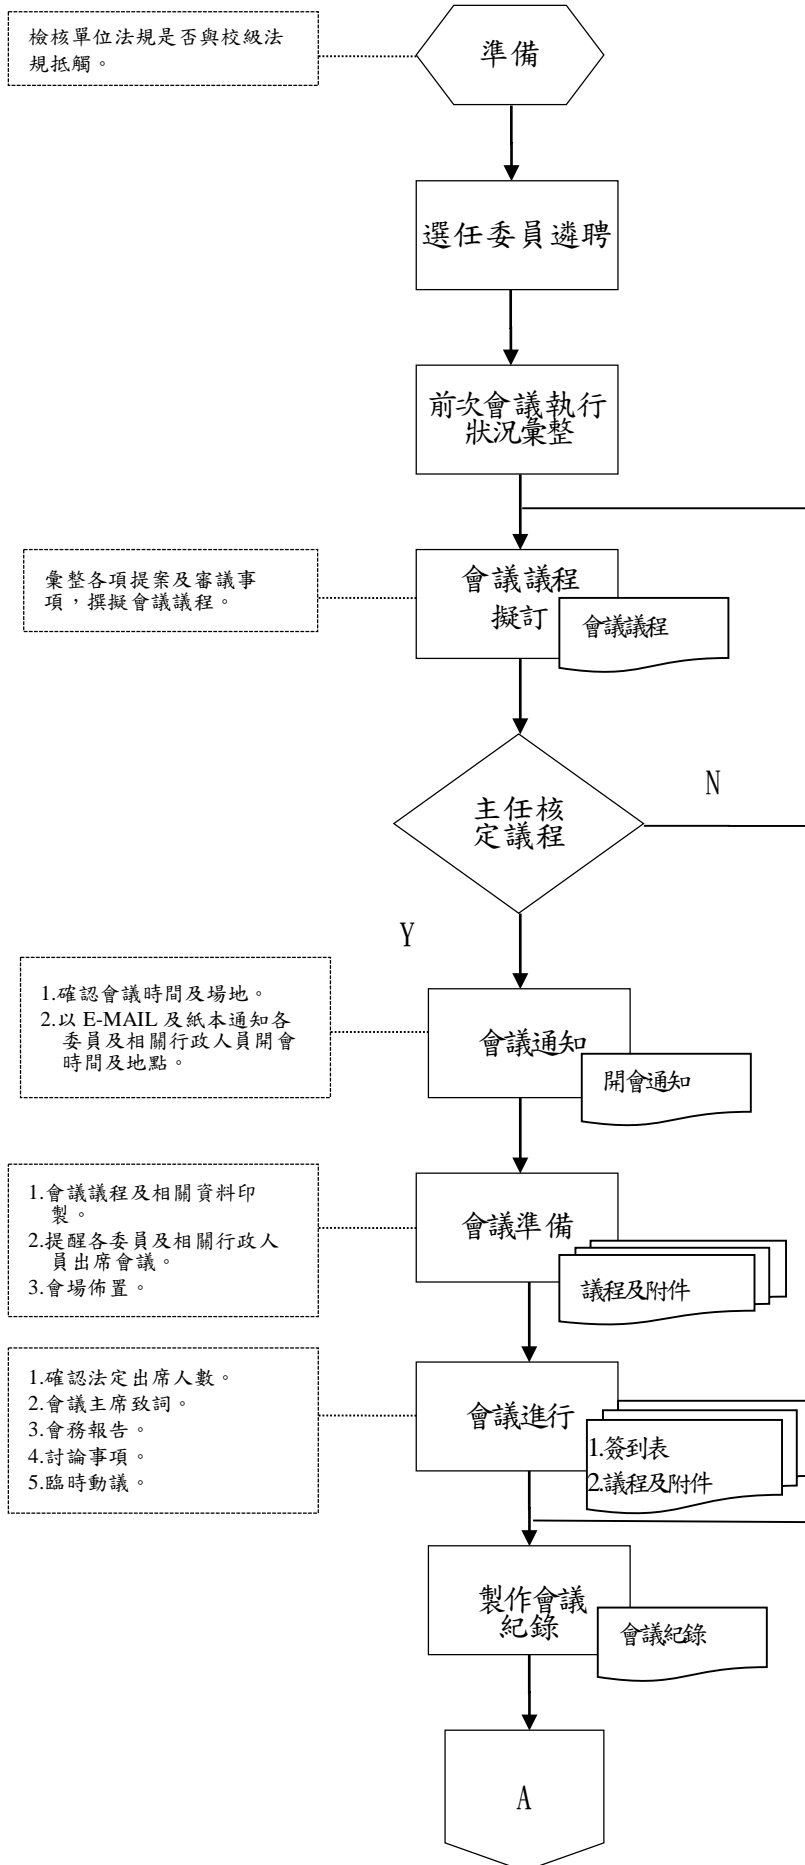 檢核單位法規是否與校級法
規抵觸。
準備
選任委員遴聘
前次會議執行
狀況彙整
彙整各項提案及審議事
項，撰擬會議議程。
會議議程
擬訂
會議議程
主任核
定議程
N
Y
1.確認會議時間及場地。
2.以 E-MAIL 及紙本通知各
委員及相關行政人員開會
時間及地點。
會議通知
開會通知
1.會議議程及相關資料印
製。
2.提醒各委員及相關行政人
員出席會議。
3.會場佈置。
會議準備
議程及附件
1.確認法定出席人數。
2.會議主席致詞。
3.會務報告。
4.討論事項。
5.臨時動議。
會議進行
1.簽到表
2.議程及附件
製作會議
紀錄
會議紀錄
A